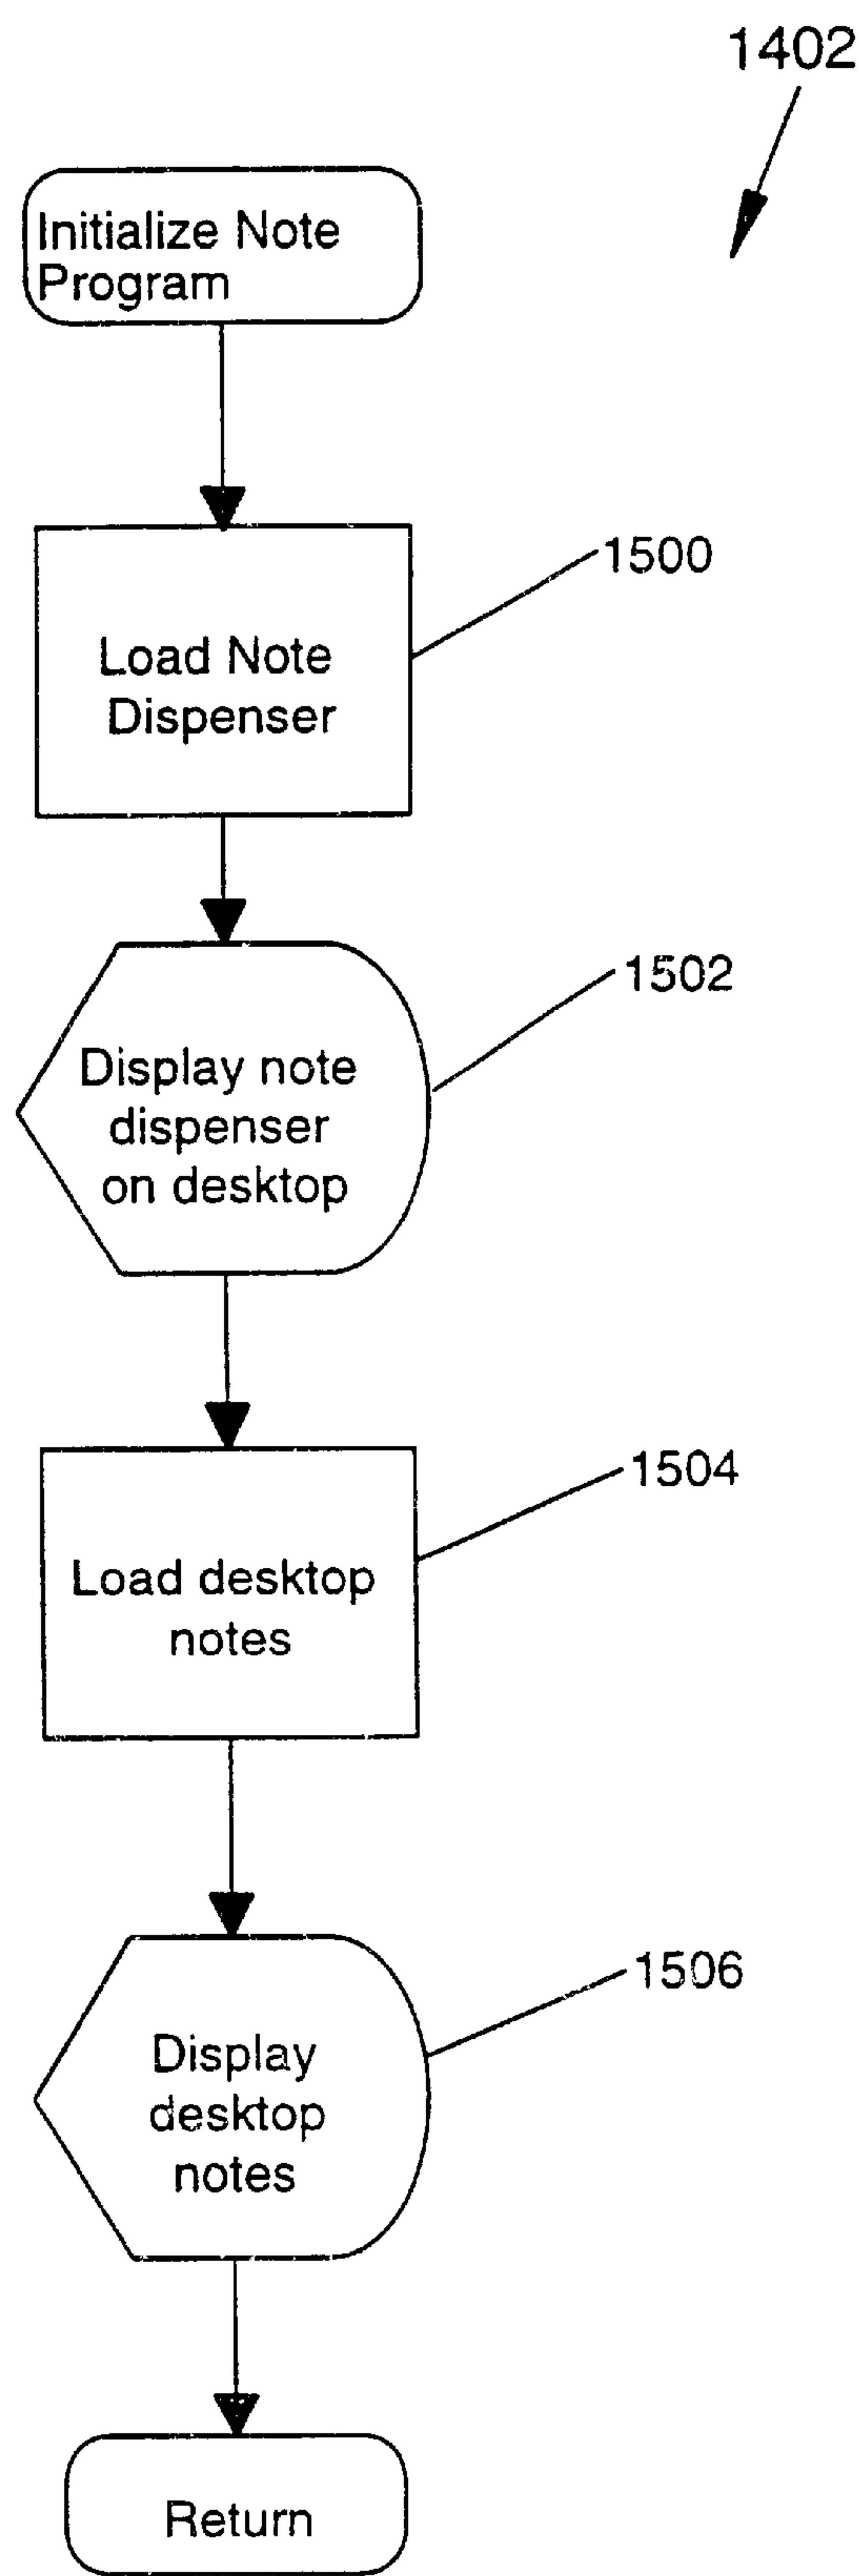 1402
Initialize Note
Program
1500
Load Note
Dispenser
1502
Display note
dispenser
on desktop
1504
Load desktop
notes
1506
Display
desktop
notes
Return